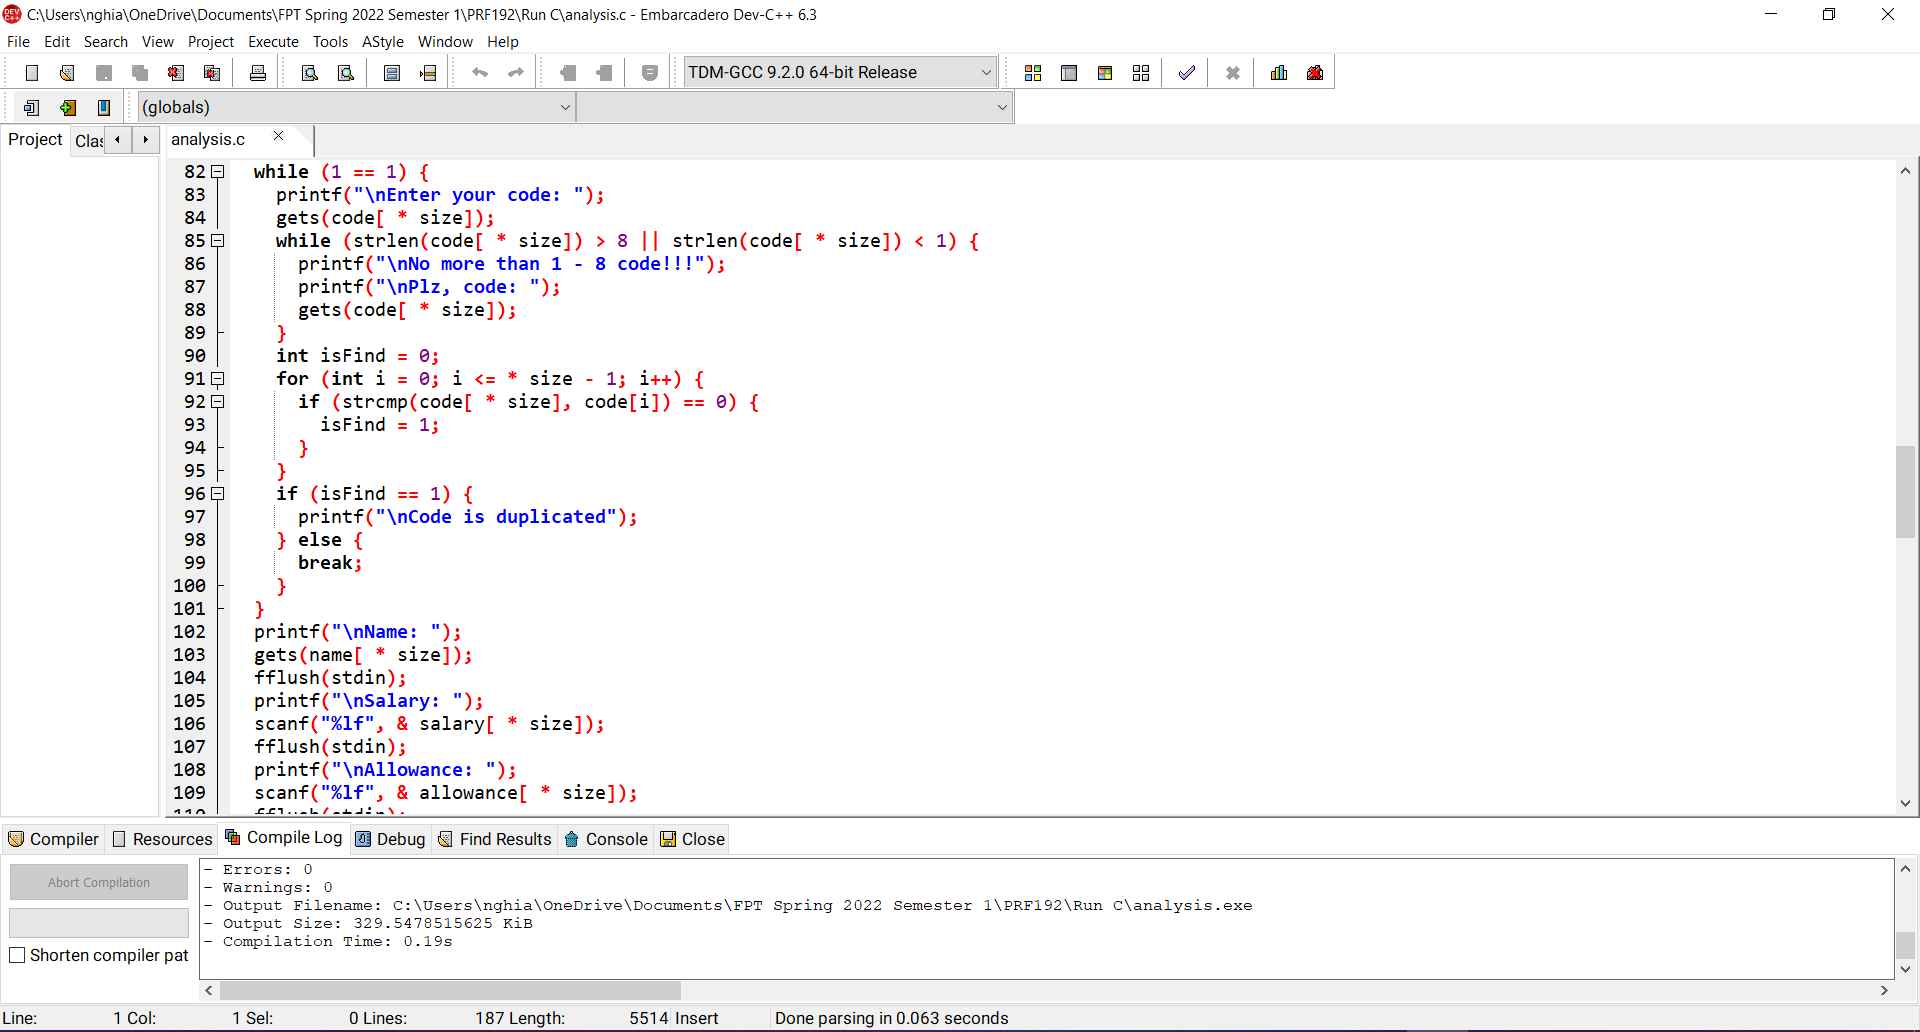 C:\Users\nghia\OneDrive\Documents\FPT Spring 2022 Semester 1\PRF192\Run C\analysis.c - Embarcadero Dev-C++ 6.3
File Edit Search View Project Execute Tools AStyle Window Help
TDM-GCC 9.2.0 64-bit Release
(globals)
Project Clas analysis.c
82 while (1 == 1) {
83 printf("\nEnter your code: ");
84 gets(code[ * size]);
85 while (strlen(code[ * size]) > 8 || strlen(code[ * size]) < 1) {
86 printf("\nNo more than 1 - 8 code!!!");
87 printf("\nPlz, code: ");
88 gets(code[ * size]);
89 }
90 int isFind = 0;
91 for (int i = 0; i <= * size - 1; i++) {
92 if (strcmp(code[ * size], code[i]) == 0) {
93 isFind = 1;
94 }
95 }
96 if (isFind == 1) {
97 printf("\nCode is duplicated");
98 } else {
99 break;
100 }
101 }
102 printf("\nName: ");
103 gets(name[ * size]);
104 fflush(stdin);
105 printf("\nSalary: ");
106 scanf("%lf", & salary[ * size]);
107 fflush(stdin);
108 printf("\nAllowance: ");
109 scanf("%lf", & allowance[ * size]);
110 fflush(stdin);
Compiler Resources Compile Log Debug Find Results Console Close
Abort Compilation
Shorten compiler pat
- Errors: 0
- Warnings: 0
- Output Filename: C:\Users\nghia\OneDrive\Documents\FPT Spring 2022 Semester 1\PRF192\Run C\analysis.exe
- Output Size: 329.5478515625 KiB
- Compilation Time: 0.19s
Line: 1 Col: 1 Sel: 0 Lines: 187 Length: 5514 Insert Done parsing in 0.063 seconds